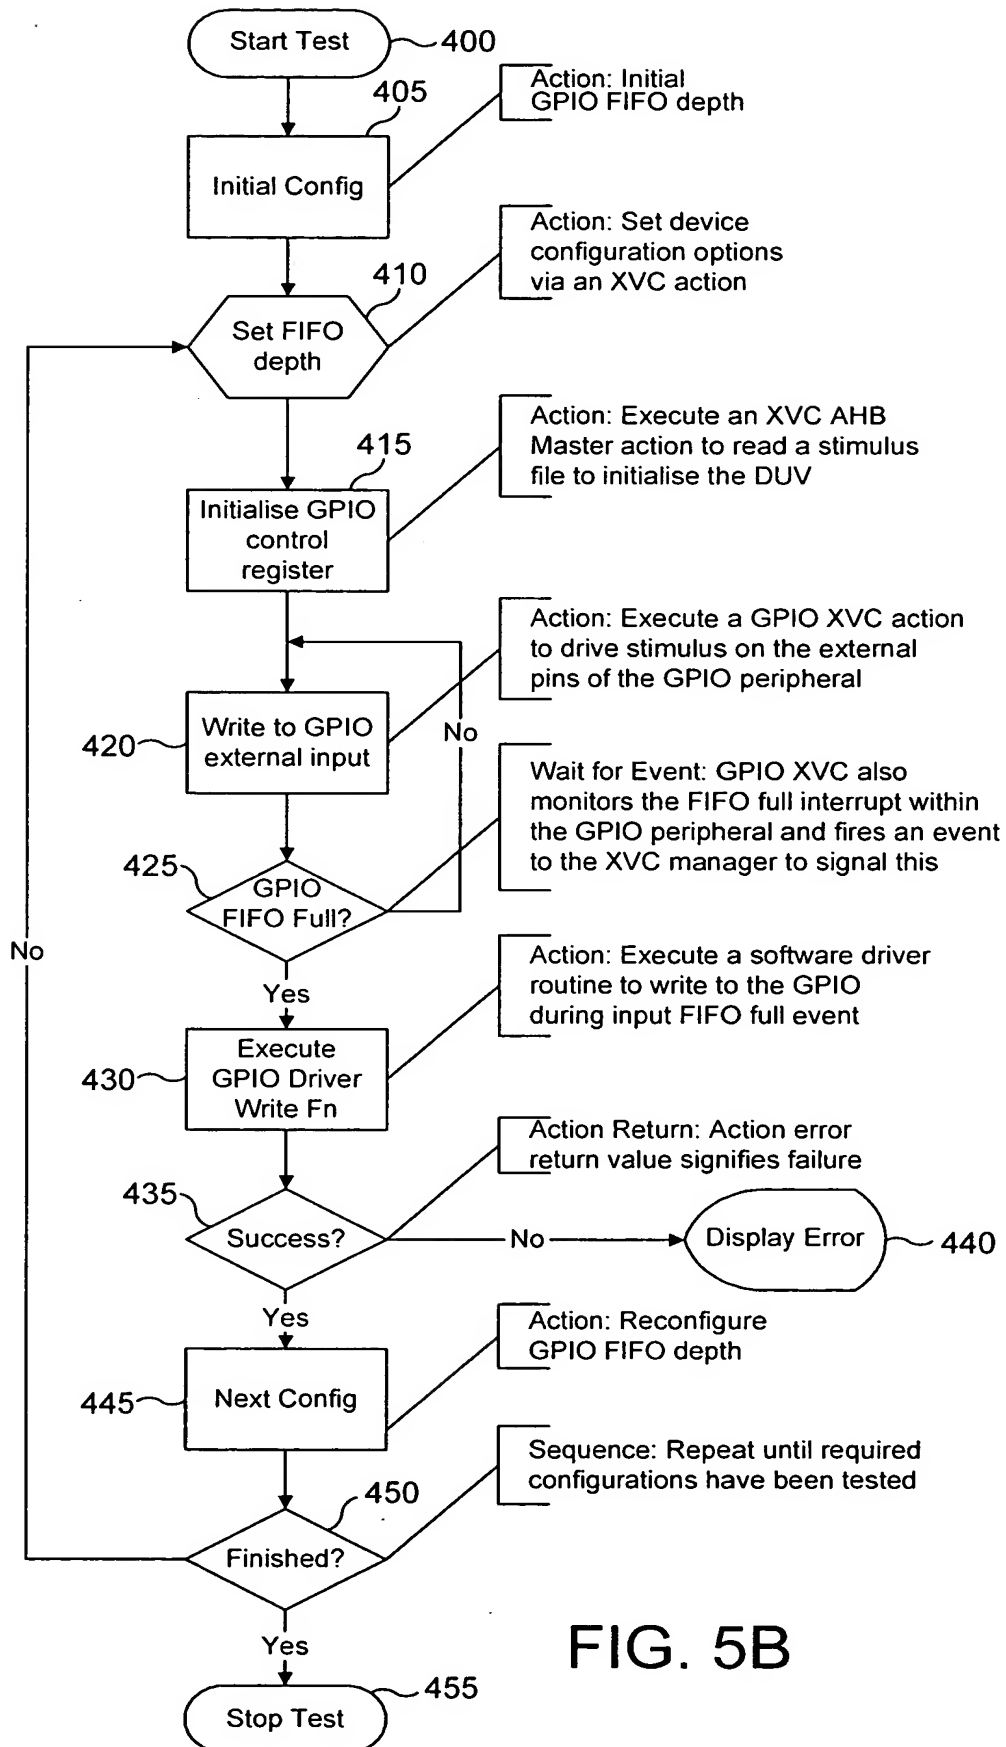 Start Test
400
Action: Initial
GPIO FIFO depth
405
Initial Config
Action: Set device
configuration options
via an XVC action
410
Set FIFO
depth
Action: Execute an XVC AHB
Master action to read a stimulus
file to initialise the DUV
415
Initialise GPIO
control
register
Action: Execute a GPIO XVC action
to drive stimulus on the external
pins of the GPIO peripheral
420
Write to GPIO
external input
No
Wait for Event: GPIO XVC also
monitors the FIFO full interrupt within
the GPIO peripheral and fires an event
to the XVC manager to signal this
425
GPIO
FIFO Full?
No
Yes
Action: Execute a software driver
routine to write to the GPIO
during input FIFO full event
430
Execute
GPIO Driver
Write Fn
Action Return: Action error
return value signifies failure
435
Success?
No
Display Error
440
Yes
Action: Reconfigure
GPIO FIFO depth
445
Next Config
Sequence: Repeat until required
configurations have been tested
450
Finished?
Yes
FIG. 5B
455
Stop Test